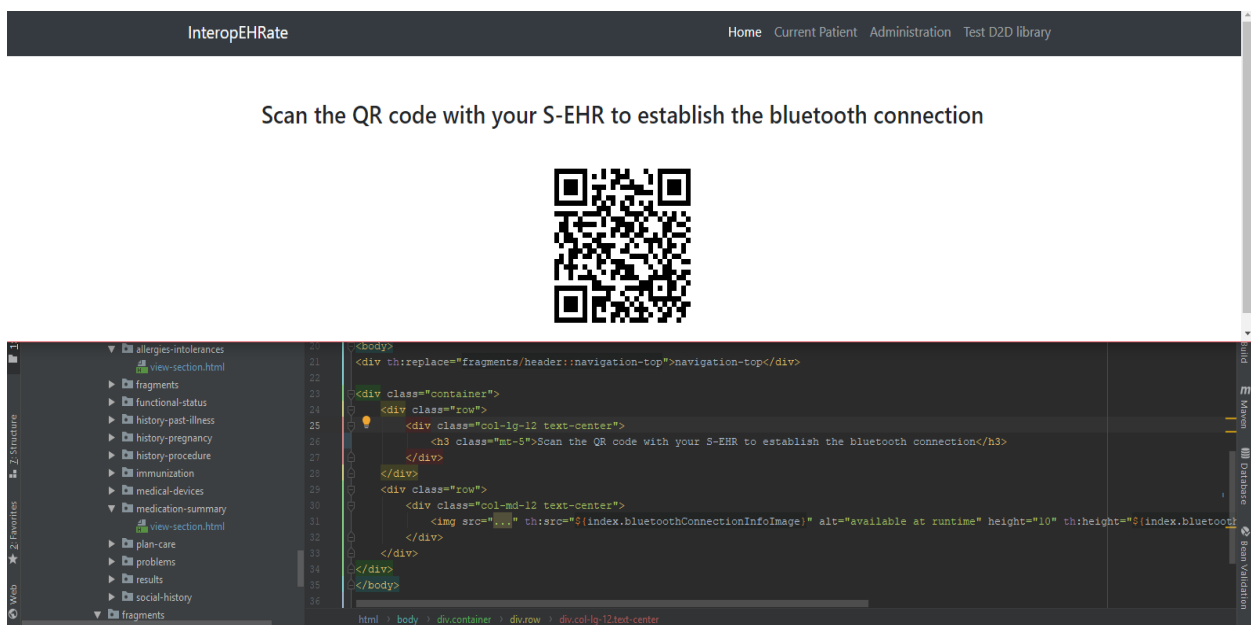 InteropEHRate
Home Current Patient Administration Test D2D library
Scan the QR code with your S-EHR to establish the bluetooth connection
allergies-intolerances
view-section.html
fragments
functional-status
history-past-illness
history-pregnancy
history-procedure
immunization
medical-devices
medication-summary
view-section.html
plan-care
problems
results
social-history
fragments
7: Structure
2: Favorites
Web
20 <body>
21 <div th:replace="fragments/header::navigation-top">navigation-top</div>
22
23 <div class="container">
24 <div class="row">
25 <div class="col-lg-12 text-center">
26 <h3 class="mt-5">Scan the QR code with your S-EHR to establish the bluetooth connection</h3>
27 </div>
28 </div>
29 <div class="row">
30 <div class="col-md-12 text-center">
31 <img src="..." th:src="${index.bluetoothConnectionInfoImage}" alt="available at runtime" height="10" th:height="${index.bluetoot
32 </div>
33 </div>
34 </div>
35 </body>
36
html › body › div.container › div.row › div.col-lg-12.text-center
Build
Maven
Database
Bean Validation